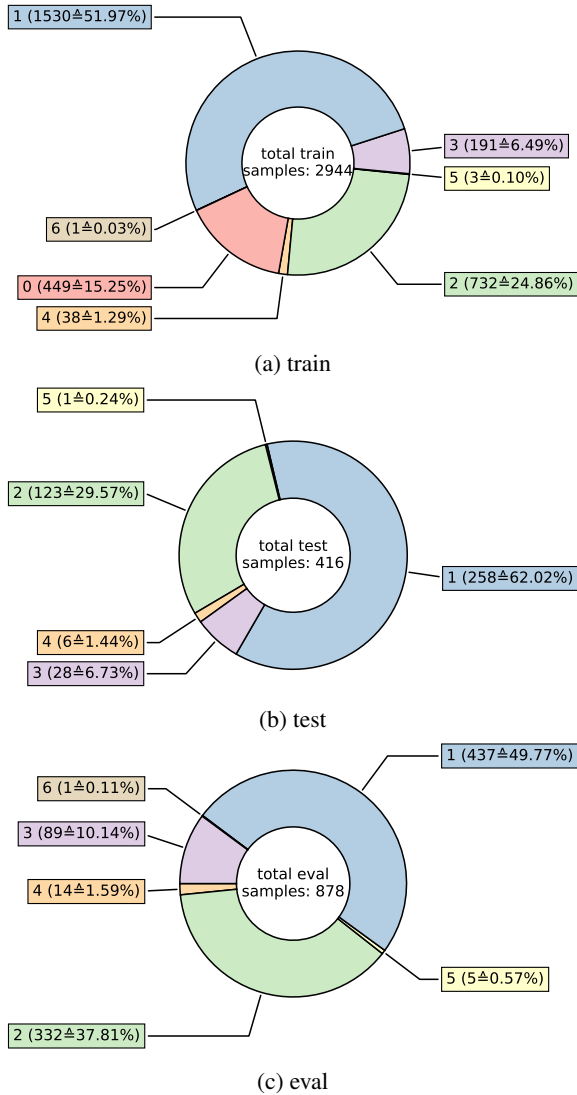 1 (1530≙51.97%)
3 (191≙6.49%)
total train
samples: 2944
5 (3≙0.10%)
6 (1≙0.03%)
2 (732≙24.86%)
0 (449≙15.25%)
4 (38≙1.29%)
(a) train
5 (1≙0.24%)
2 (123≙29.57%)
total test
samples: 416
1 (258≙62.02%)
4 (6≙1.44%)
3 (28≙6.73%)
(b) test
1 (437≙49.77%)
6 (1≙0.11%)
3 (89≙10.14%)
total eval
samples: 878
4 (14≙1.59%)
5 (5≙0.57%)
2 (332≙37.81%)
(c) eval